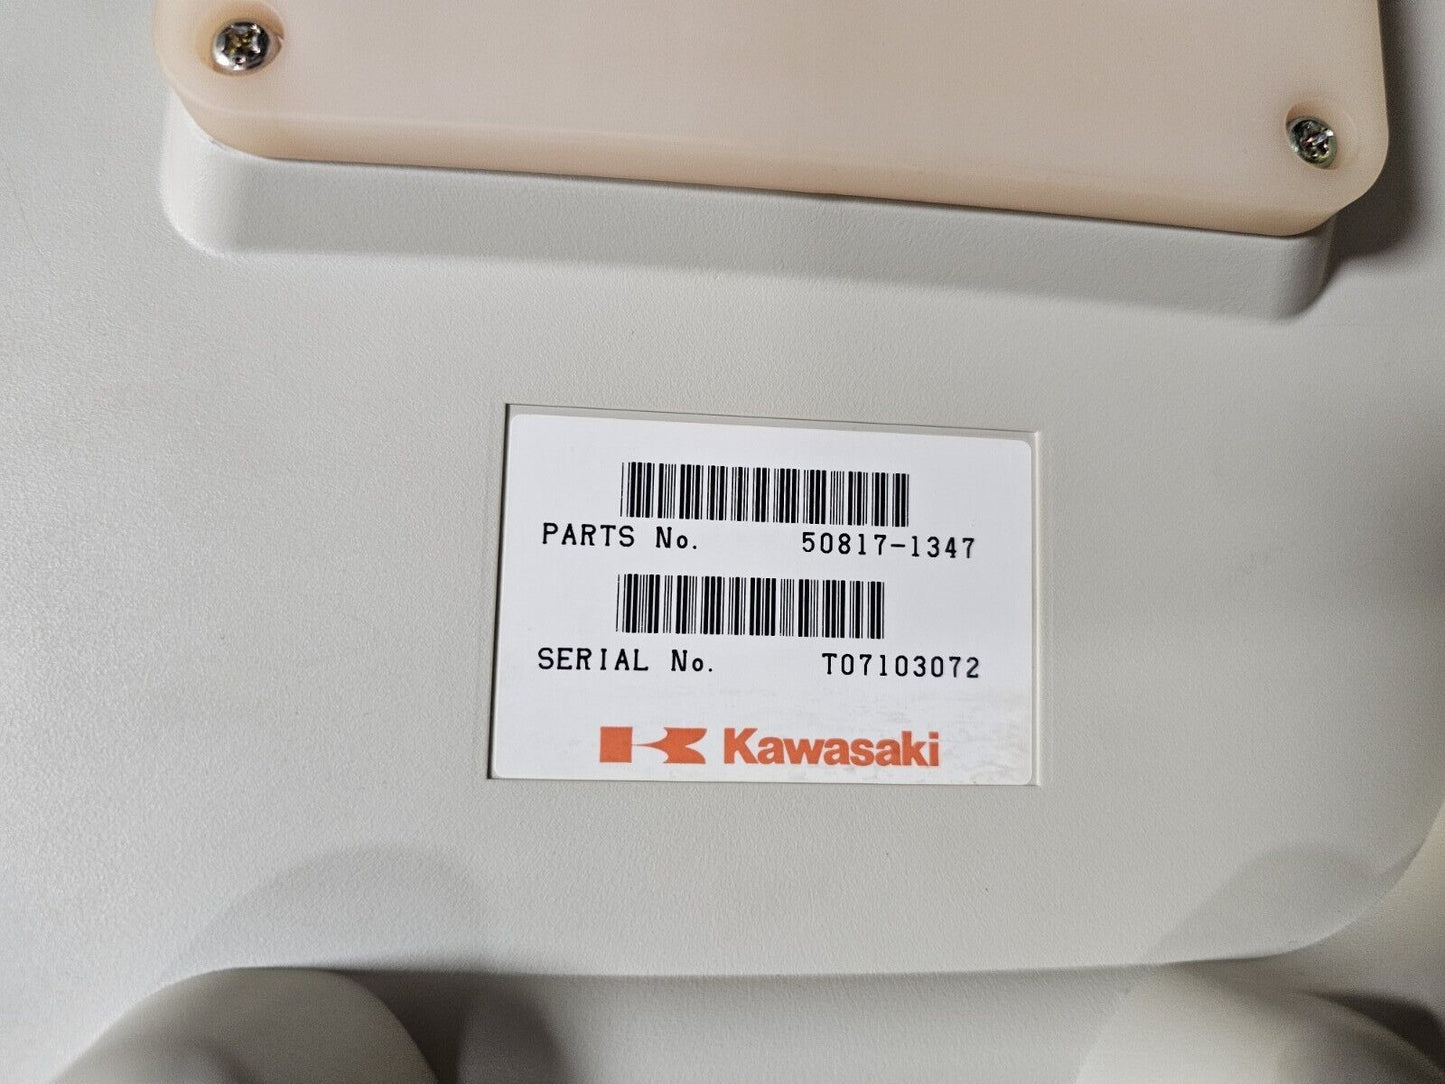 PARTS No. 50817-1347
SERIAL No. T07103072
Kawasaki